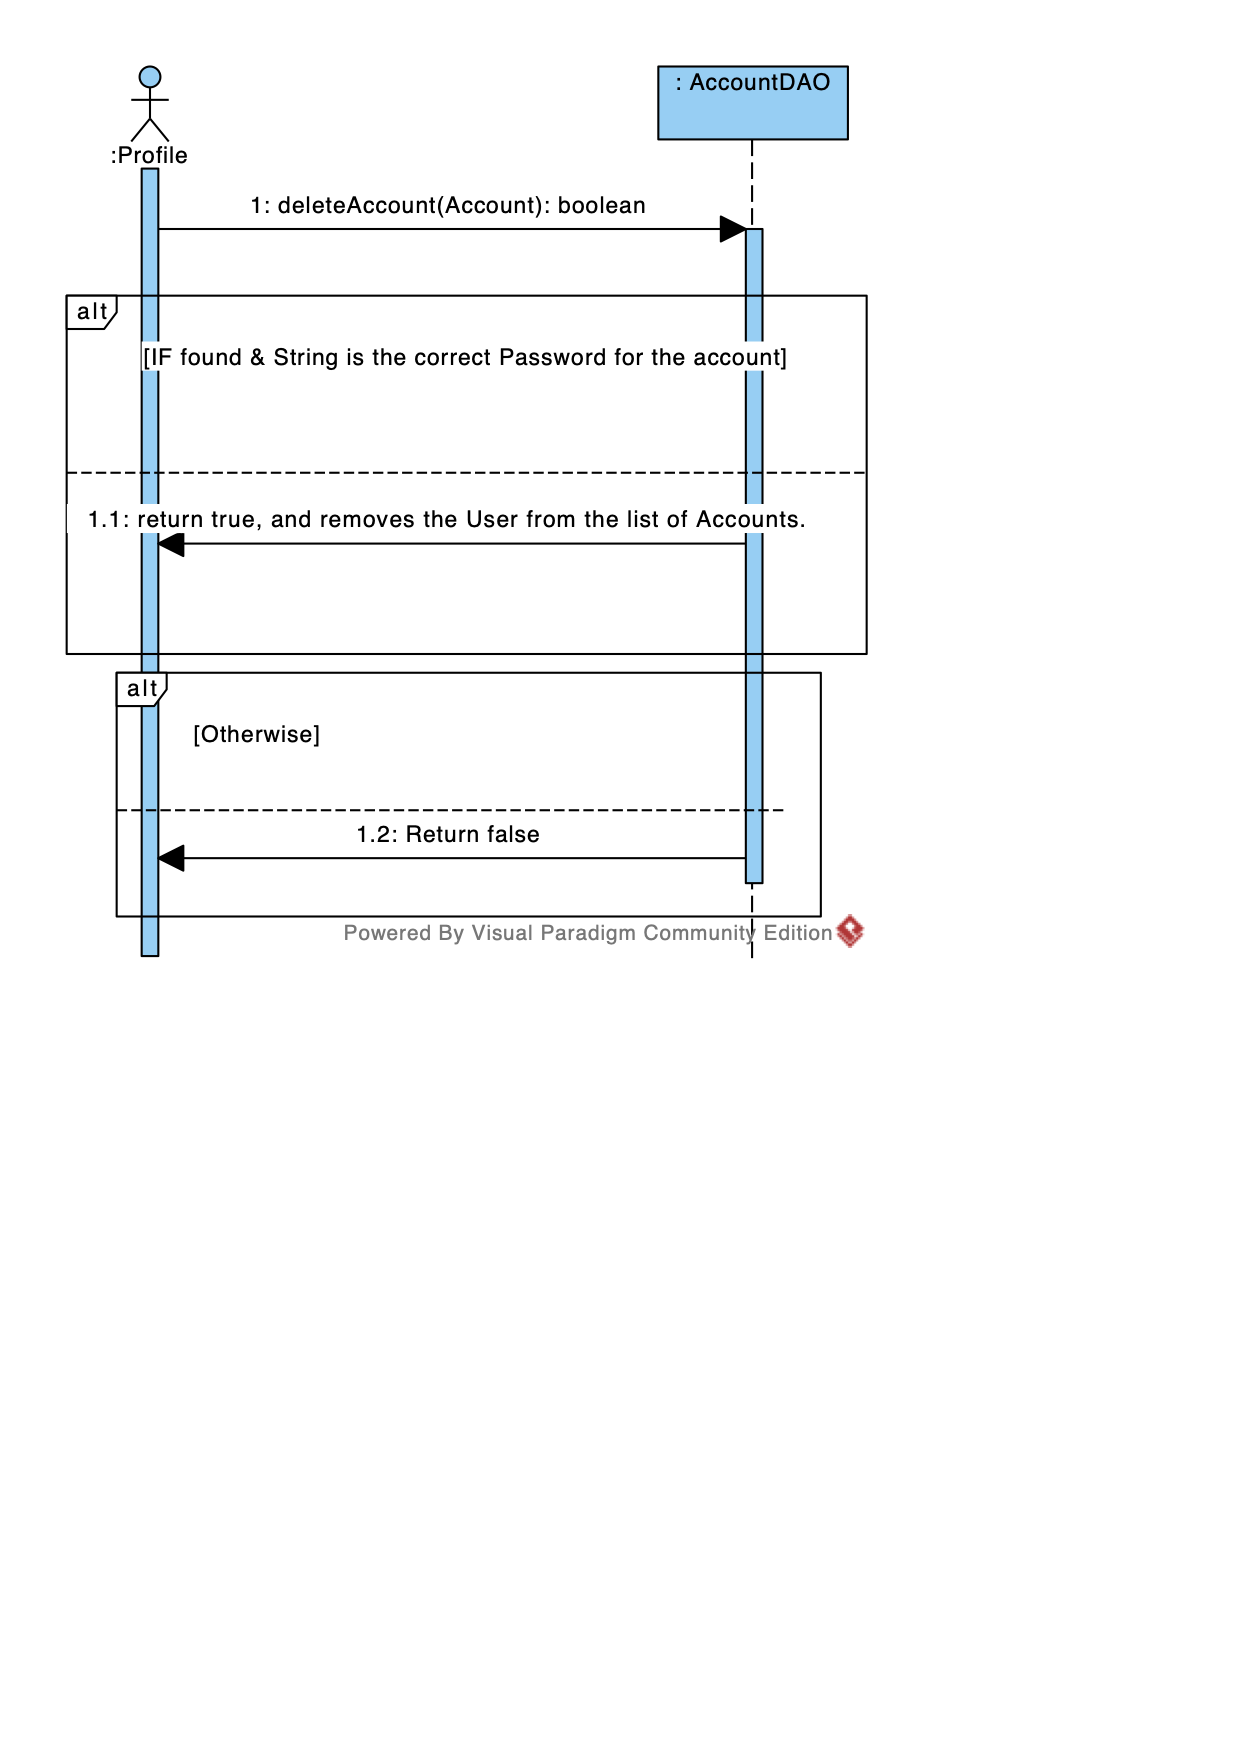 :Profile
: AccountDAO
1: deleteAccount(Account): boolean
alt
[IF found & String is the correct Password for the account]
1.1: return true, and removes the User from the list of Accounts.
alt
[Otherwise]
1.2: Return false
Powered By Visual Paradigm Community Edition